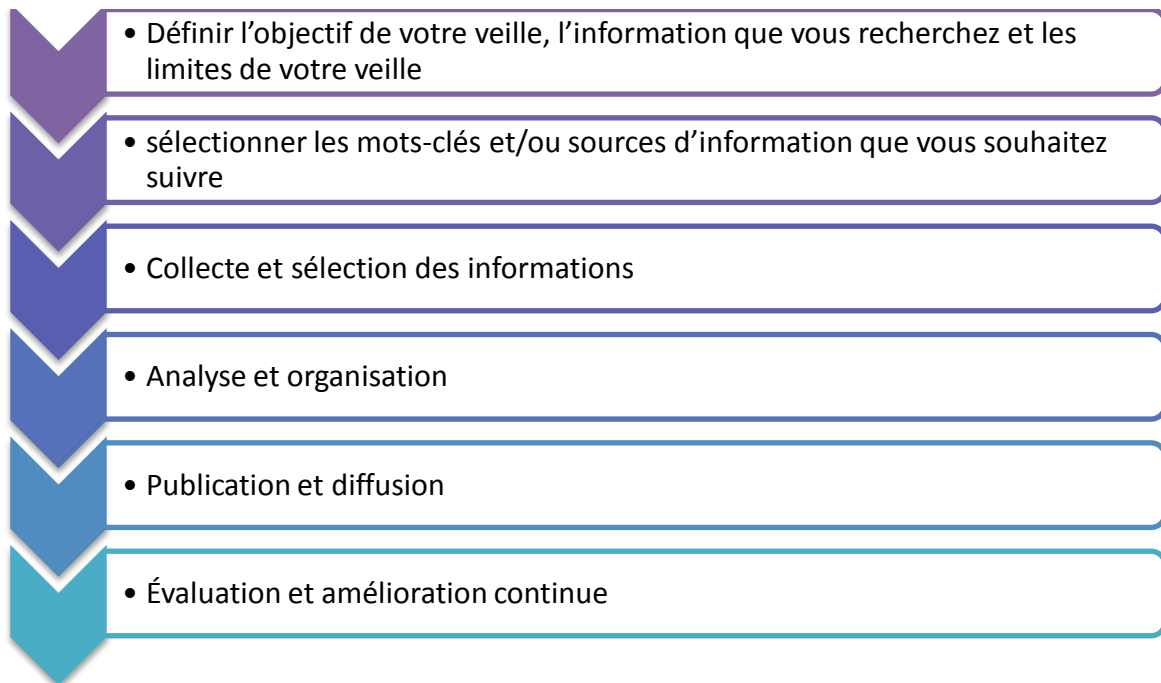 • Définir l’objectif de votre veille, l’information que vous recherchez et les
limites de votre veille
• sélectionner les mots-clés et/ou sources d’information que vous souhaitez
suivre
• Collecte et sélection des informations
• Analyse et organisation
• Publication et diffusion
• Évaluation et amélioration continue